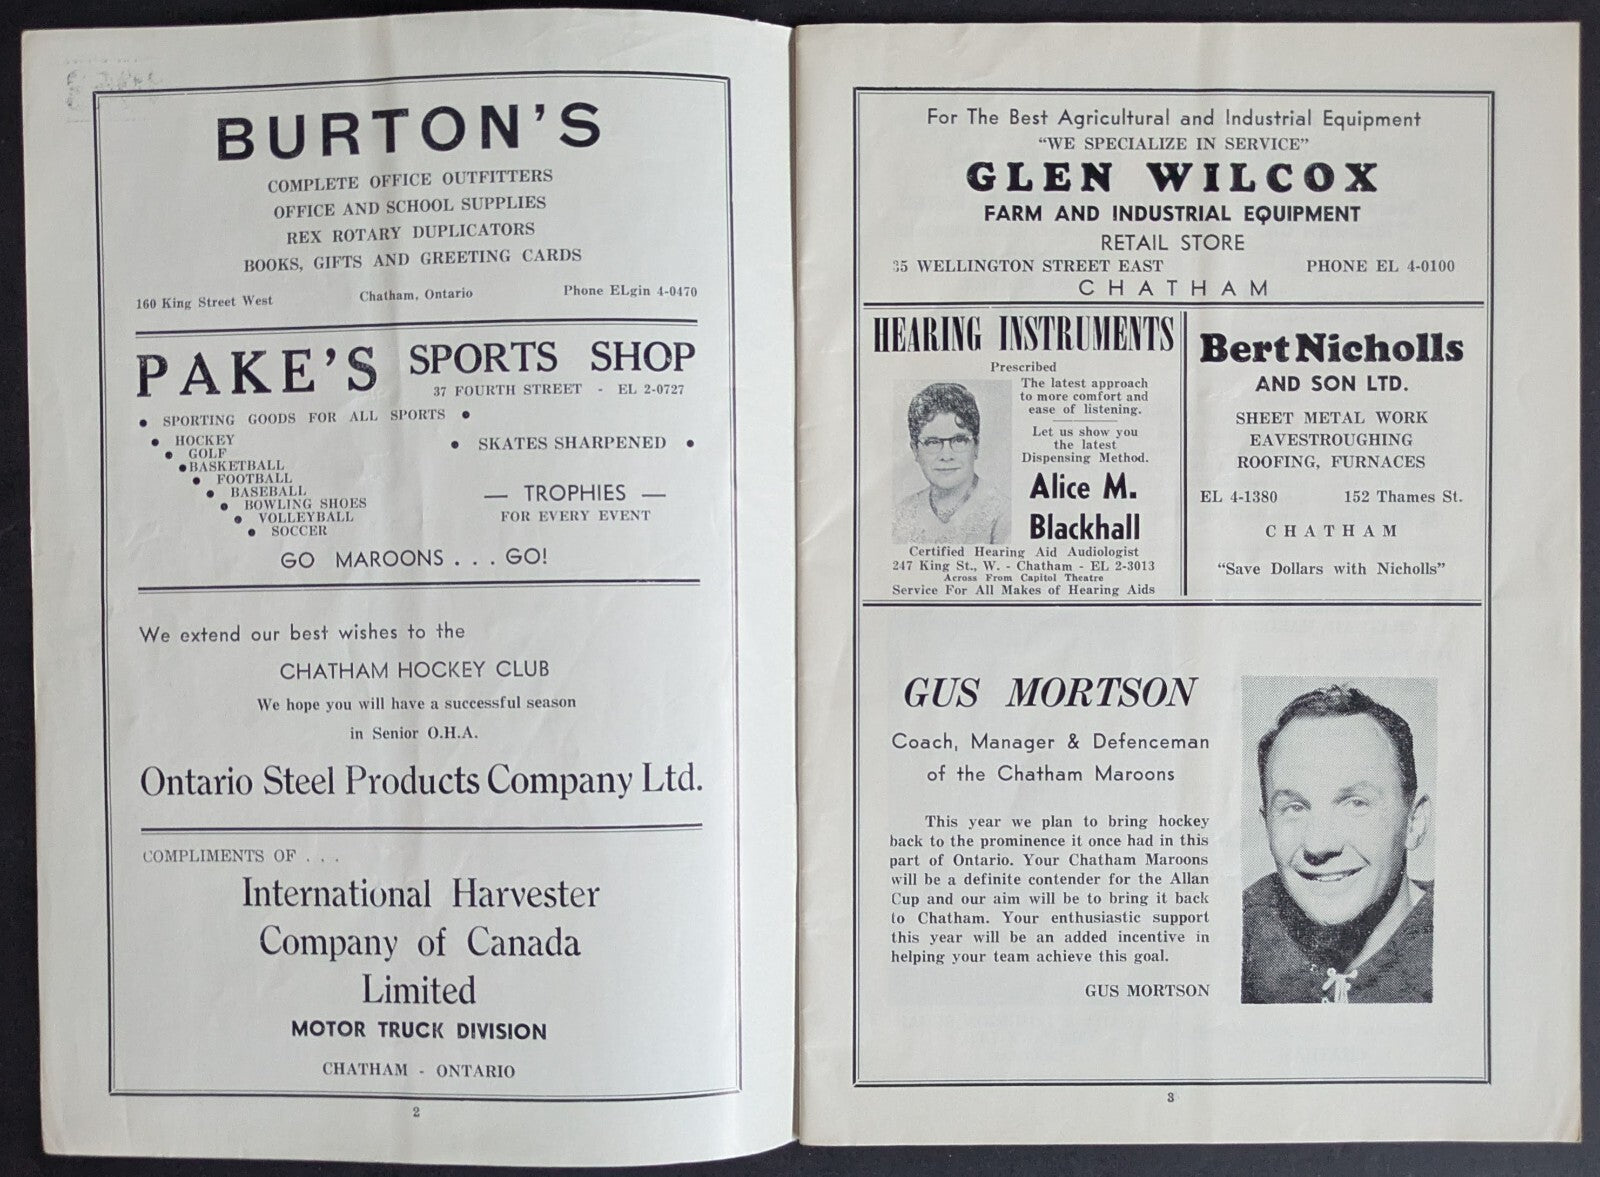 BURTON'S
COMPLETE OFFICE OUTFITTERS
OFFICE AND SCHOOL SUPPLIES
REX ROTARY DUPLICATORS
BOOKS, GIFTS AND GREETING CARDS
160 King Street West Chatham, Ontario Phone ELgin 4-0470
PAKE'S SPORTS SHOP
37 FOURTH STREET - EL 2-0727
• SPORTING GOODS FOR ALL SPORTS •
• HOCKEY
• GOLF
• BASKETBALL
• FOOTBALL
• BASEBALL
• BOWLING SHOES
• VOLLEYBALL
• SOCCER
• SKATES SHARPENED •
— TROPHIES —
FOR EVERY EVENT
GO MAROONS . . . GO!
We extend our best wishes to the
CHATHAM HOCKEY CLUB
We hope you will have a successful season
in Senior O.H.A.
Ontario Steel Products Company Ltd.
COMPLIMENTS OF . . .
International Harvester
Company of Canada
Limited
MOTOR TRUCK DIVISION
CHATHAM - ONTARIO
2
For The Best Agricultural and Industrial Equipment
"WE SPECIALIZE IN SERVICE"
GLEN WILCOX
FARM AND INDUSTRIAL EQUIPMENT
RETAIL STORE
35 WELLINGTON STREET EAST PHONE EL 4-0100
CHATHAM
HEARING INSTRUMENTS
Prescribed
The latest approach
to more comfort and
ease of listening.
Let us show you
the latest
Dispensing Method.
Alice M.
Blackhall
Certified Hearing Aid Audiologist
247 King St., W. - Chatham - EL 2-3013
Across From Capitol Theatre
Service For All Makes of Hearing Aids
Bert Nicholls
AND SON LTD.
SHEET METAL WORK
EAVESTROUGHING
ROOFING, FURNACES
EL 4-1380 152 Thames St.
CHATHAM
"Save Dollars with Nicholls"
GUS MORTSON
Coach, Manager & Defenceman
of the Chatham Maroons
This year we plan to bring hockey
back to the prominence it once had in this
part of Ontario. Your Chatham Maroons
will be a definite contender for the Allan
Cup and our aim will be to bring it back
to Chatham. Your enthusiastic support
this year will be an added incentive in
helping your team achieve this goal.
GUS MORTSON
3